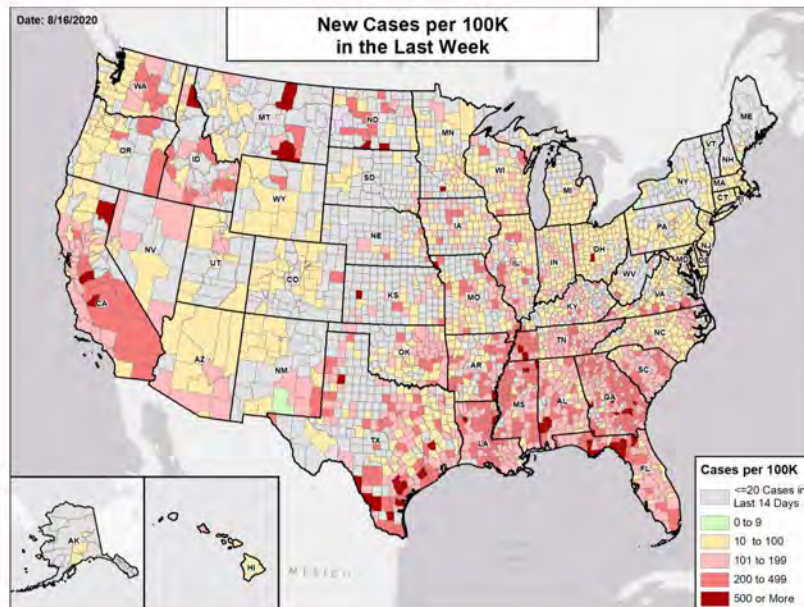 Date: 8/16/2020
New Cases per 100K
in the Last Week
WA
MT
ND
MN
ME
OR
ID
SD
WI
MI
VT
NH
NY
MA
CT
WY
IA
NE
PA
NJ
NV
UT
CO
IL
IN
OH
MD
DE
WV
VA
KS
MO
KY
CA
NC
TN
AZ
NM
OK
AR
SC
MS
AL
GA
TX
LA
FL
AK
HI
MEXICO
Cases per 100K
<=20 Cases in
Last 14 Days
0 to 9
10 to 100
101 to 199
200 to 499
500 or More